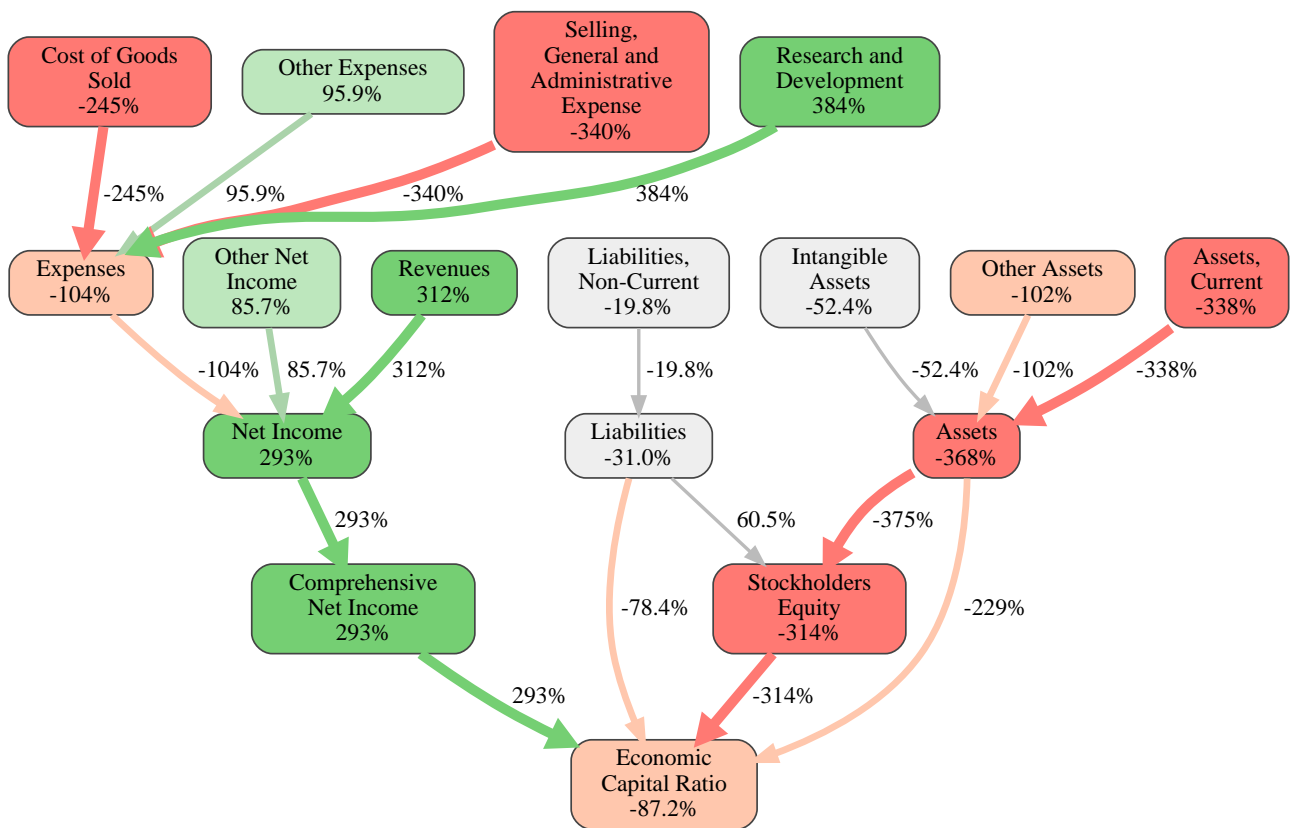 Cost of Goods
Sold
-245%
Other Expenses
95.9%
Selling,
General and
Administrative
Expense
-340%
Research and
Development
384%
-245%
95.9%
-340%
384%
Expenses
-104%
Other Net
Income
85.7%
Revenues
312%
Liabilities,
Non-Current
-19.8%
Intangible
Assets
-52.4%
Other Assets
-102%
Assets,
Current
-338%
-104%
85.7%
312%
-19.8%
-52.4%
-102%
-338%
Net Income
293%
Liabilities
-31.0%
Assets
-368%
293%
60.5%
-375%
Comprehensive
Net Income
293%
-78.4%
Stockholders
Equity
-314%
-229%
293%
-314%
Economic
Capital Ratio
-87.2%